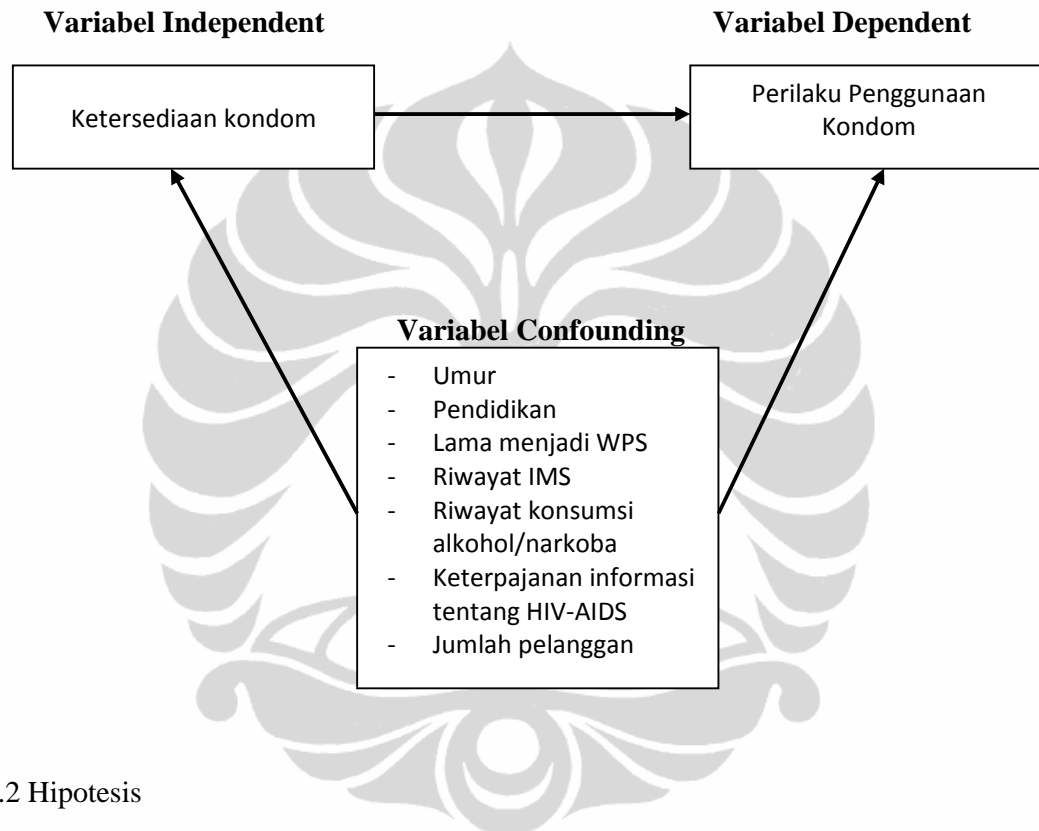 Variabel Independent
Variabel Dependent
Ketersediaan kondom
Perilaku Penggunaan
Kondom
Variabel Confounding
- Umur
- Pendidikan
- Lama menjadi WPS
- Riwayat IMS
- Riwayat konsumsi
alkohol/narkoba
- Keterpajanan informasi
tentang HIV-AIDS
- Jumlah pelanggan
.2 Hipotesis